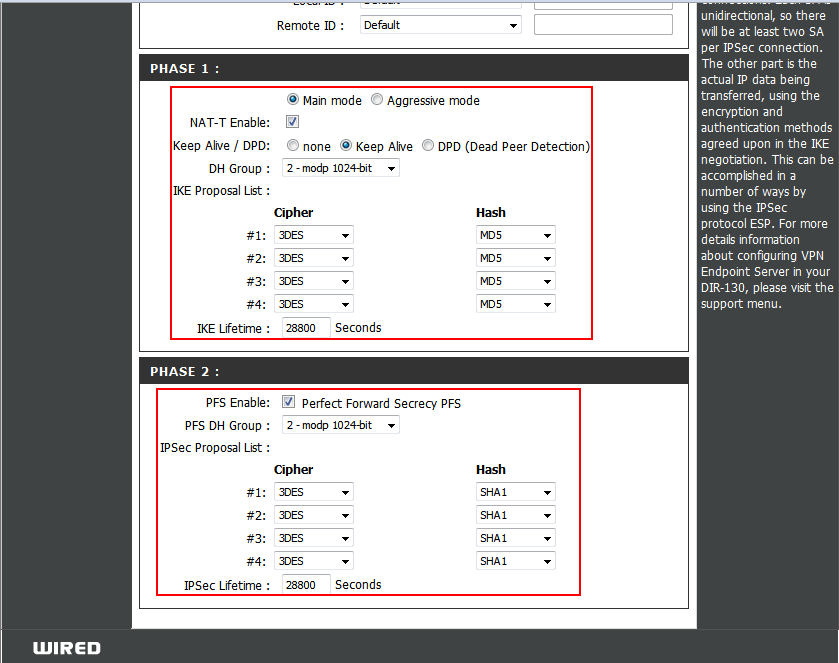 Remote ID : Default
PHASE 1 :
Main mode Aggressive mode
NAT-T Enable:
Keep Alive / DPD: none Keep Alive DPD (Dead Peer Detection)
DH Group : 2 - modp 1024-bit
IKE Proposal List :
Cipher Hash
#1: 3DES MD5
#2: 3DES MD5
#3: 3DES MD5
#4: 3DES MD5
IKE Lifetime : 28800 Seconds
PHASE 2 :
PFS Enable: Perfect Forward Secrecy PFS
PFS DH Group : 2 - modp 1024-bit
IPSec Proposal List :
Cipher Hash
#1: 3DES SHA1
#2: 3DES SHA1
#3: 3DES SHA1
#4: 3DES SHA1
IPSec Lifetime : 28800 Seconds
unidirectional, so there
will be at least two SA
per IPSec connection.
The other part is the
actual IP data being
transferred, using the
encryption and
authentication methods
agreed upon in the IKE
negotiation. This can be
accomplished in a
number of ways by
using the IPSec
protocol ESP. For more
details information
about configuring VPN
Endpoint Server in your
DIR-130, please visit the
support menu.
WIRED